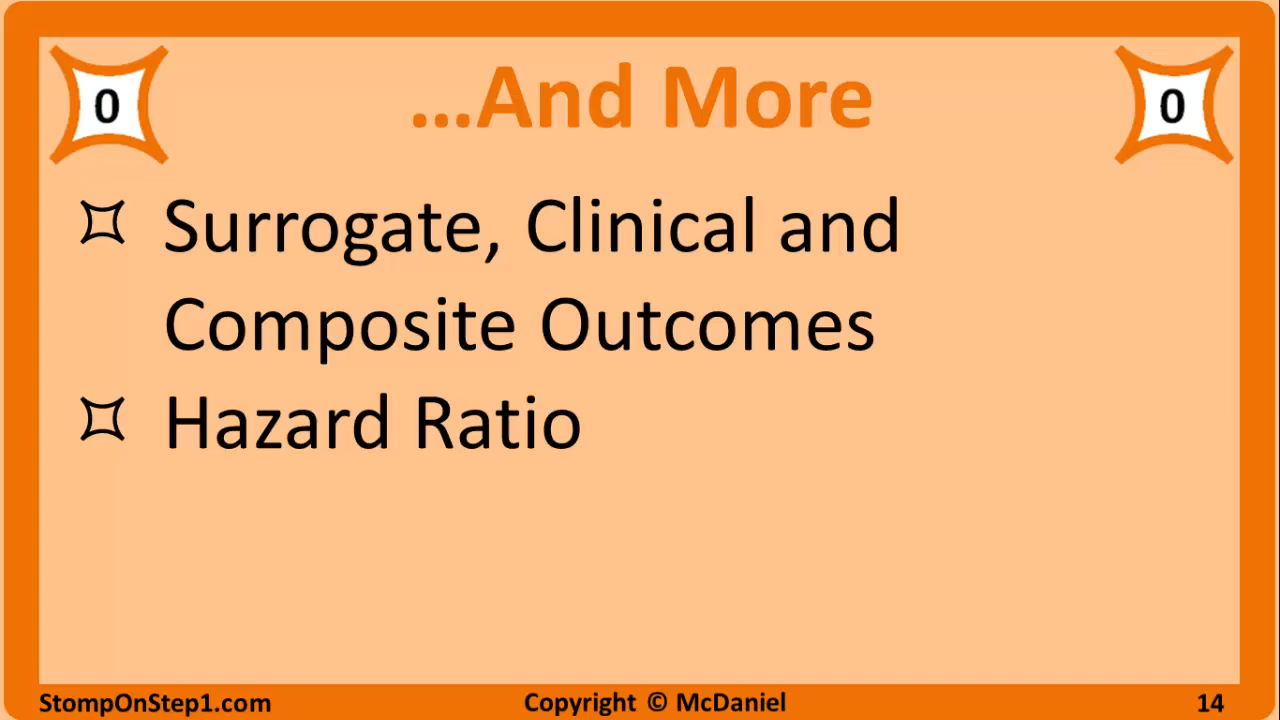 0
…And More
0
Surrogate, Clinical and
Composite Outcomes
Hazard Ratio
StompOnStep1.com
Copyright © McDaniel
14